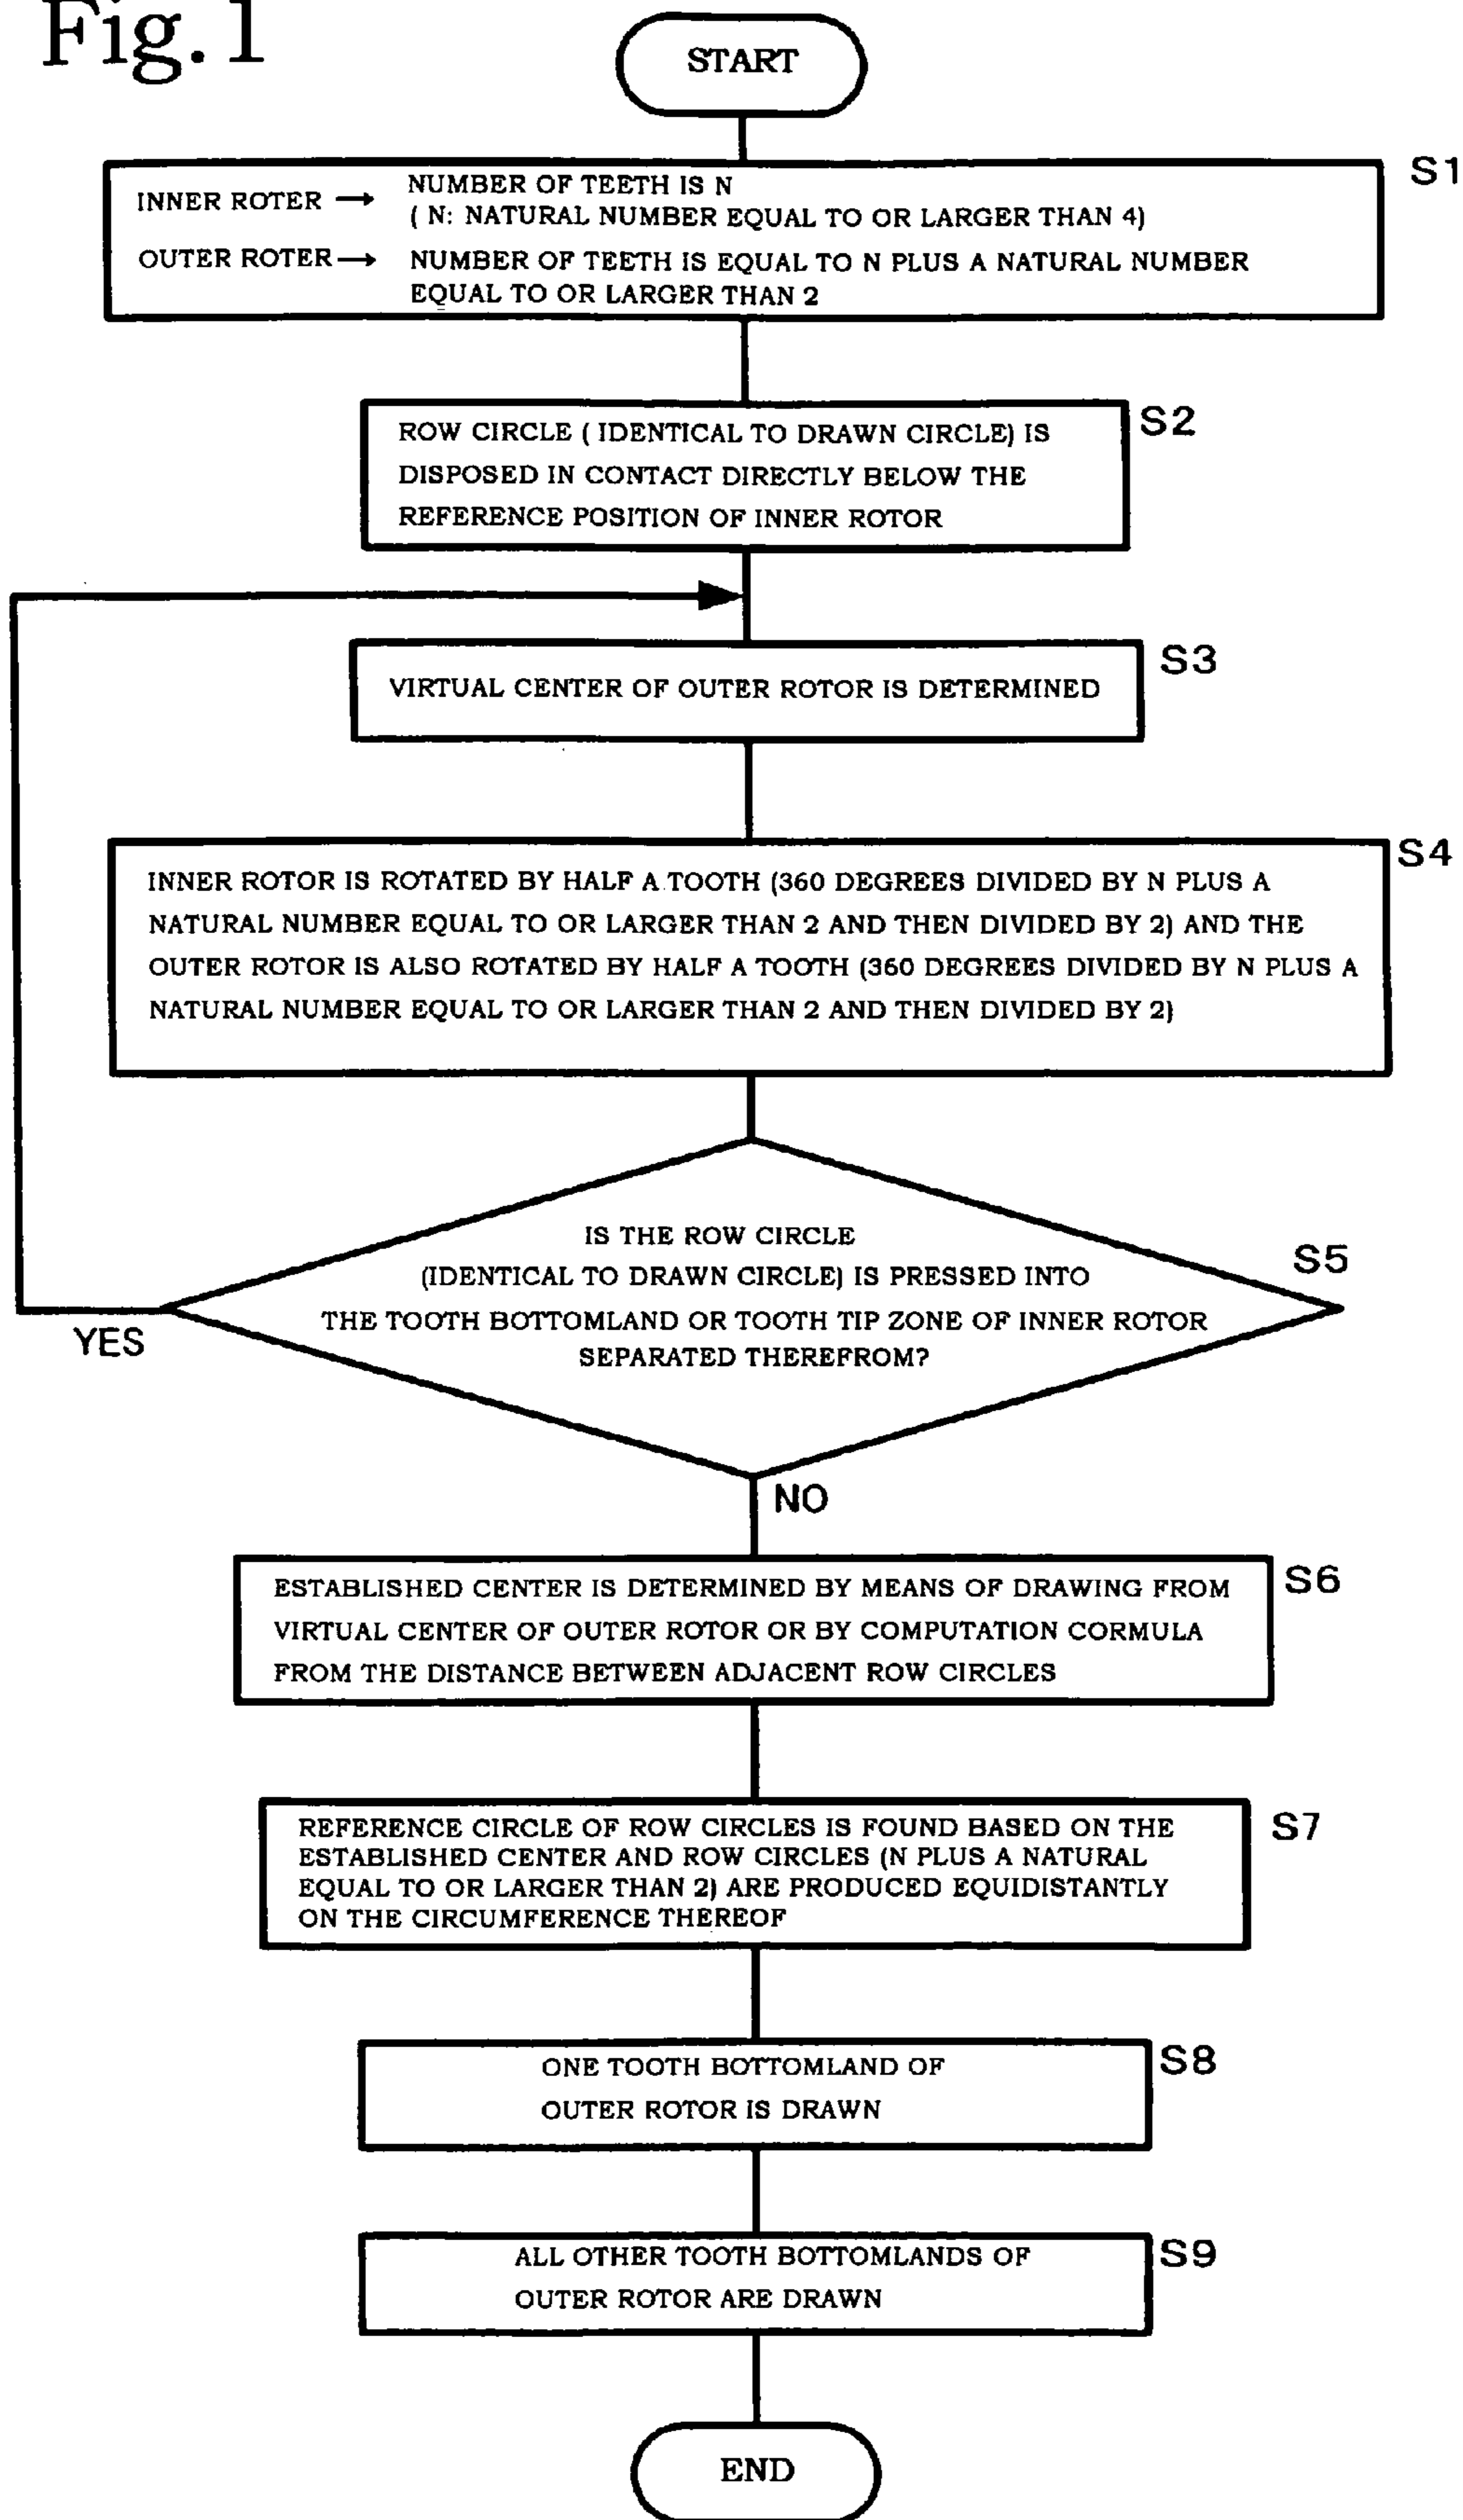 Fig.1
START
S1
INNER ROTER → NUMBER OF TEETH IS N
( N: NATURAL NUMBER EQUAL TO OR LARGER THAN 4)
OUTER ROTER → NUMBER OF TEETH IS EQUAL TO N PLUS A NATURAL NUMBER
EQUAL TO OR LARGER THAN 2
S2
ROW CIRCLE ( IDENTICAL TO DRAWN CIRCLE) IS
DISPOSED IN CONTACT DIRECTLY BELOW THE
REFERENCE POSITION OF INNER ROTOR
S3
VIRTUAL CENTER OF OUTER ROTOR IS DETERMINED
S4
INNER ROTOR IS ROTATED BY HALF A TOOTH (360 DEGREES DIVIDED BY N PLUS A
NATURAL NUMBER EQUAL TO OR LARGER THAN 2 AND THEN DIVIDED BY 2) AND THE
OUTER ROTOR IS ALSO ROTATED BY HALF A TOOTH (360 DEGREES DIVIDED BY N PLUS A
NATURAL NUMBER EQUAL TO OR LARGER THAN 2 AND THEN DIVIDED BY 2)
S5
IS THE ROW CIRCLE
(IDENTICAL TO DRAWN CIRCLE) IS PRESSED INTO
THE TOOTH BOTTOMLAND OR TOOTH TIP ZONE OF INNER ROTOR
SEPARATED THEREFROM?
YES
NO
S6
ESTABLISHED CENTER IS DETERMINED BY MEANS OF DRAWING FROM
VIRTUAL CENTER OF OUTER ROTOR OR BY COMPUTATION CORMULA
FROM THE DISTANCE BETWEEN ADJACENT ROW CIRCLES
S7
REFERENCE CIRCLE OF ROW CIRCLES IS FOUND BASED ON THE
ESTABLISHED CENTER AND ROW CIRCLES (N PLUS A NATURAL
EQUAL TO OR LARGER THAN 2) ARE PRODUCED EQUIDISTANTLY
ON THE CIRCUMFERENCE THEREOF
S8
ONE TOOTH BOTTOMLAND OF
OUTER ROTOR IS DRAWN
S9
ALL OTHER TOOTH BOTTOMLANDS OF
OUTER ROTOR ARE DRAWN
END